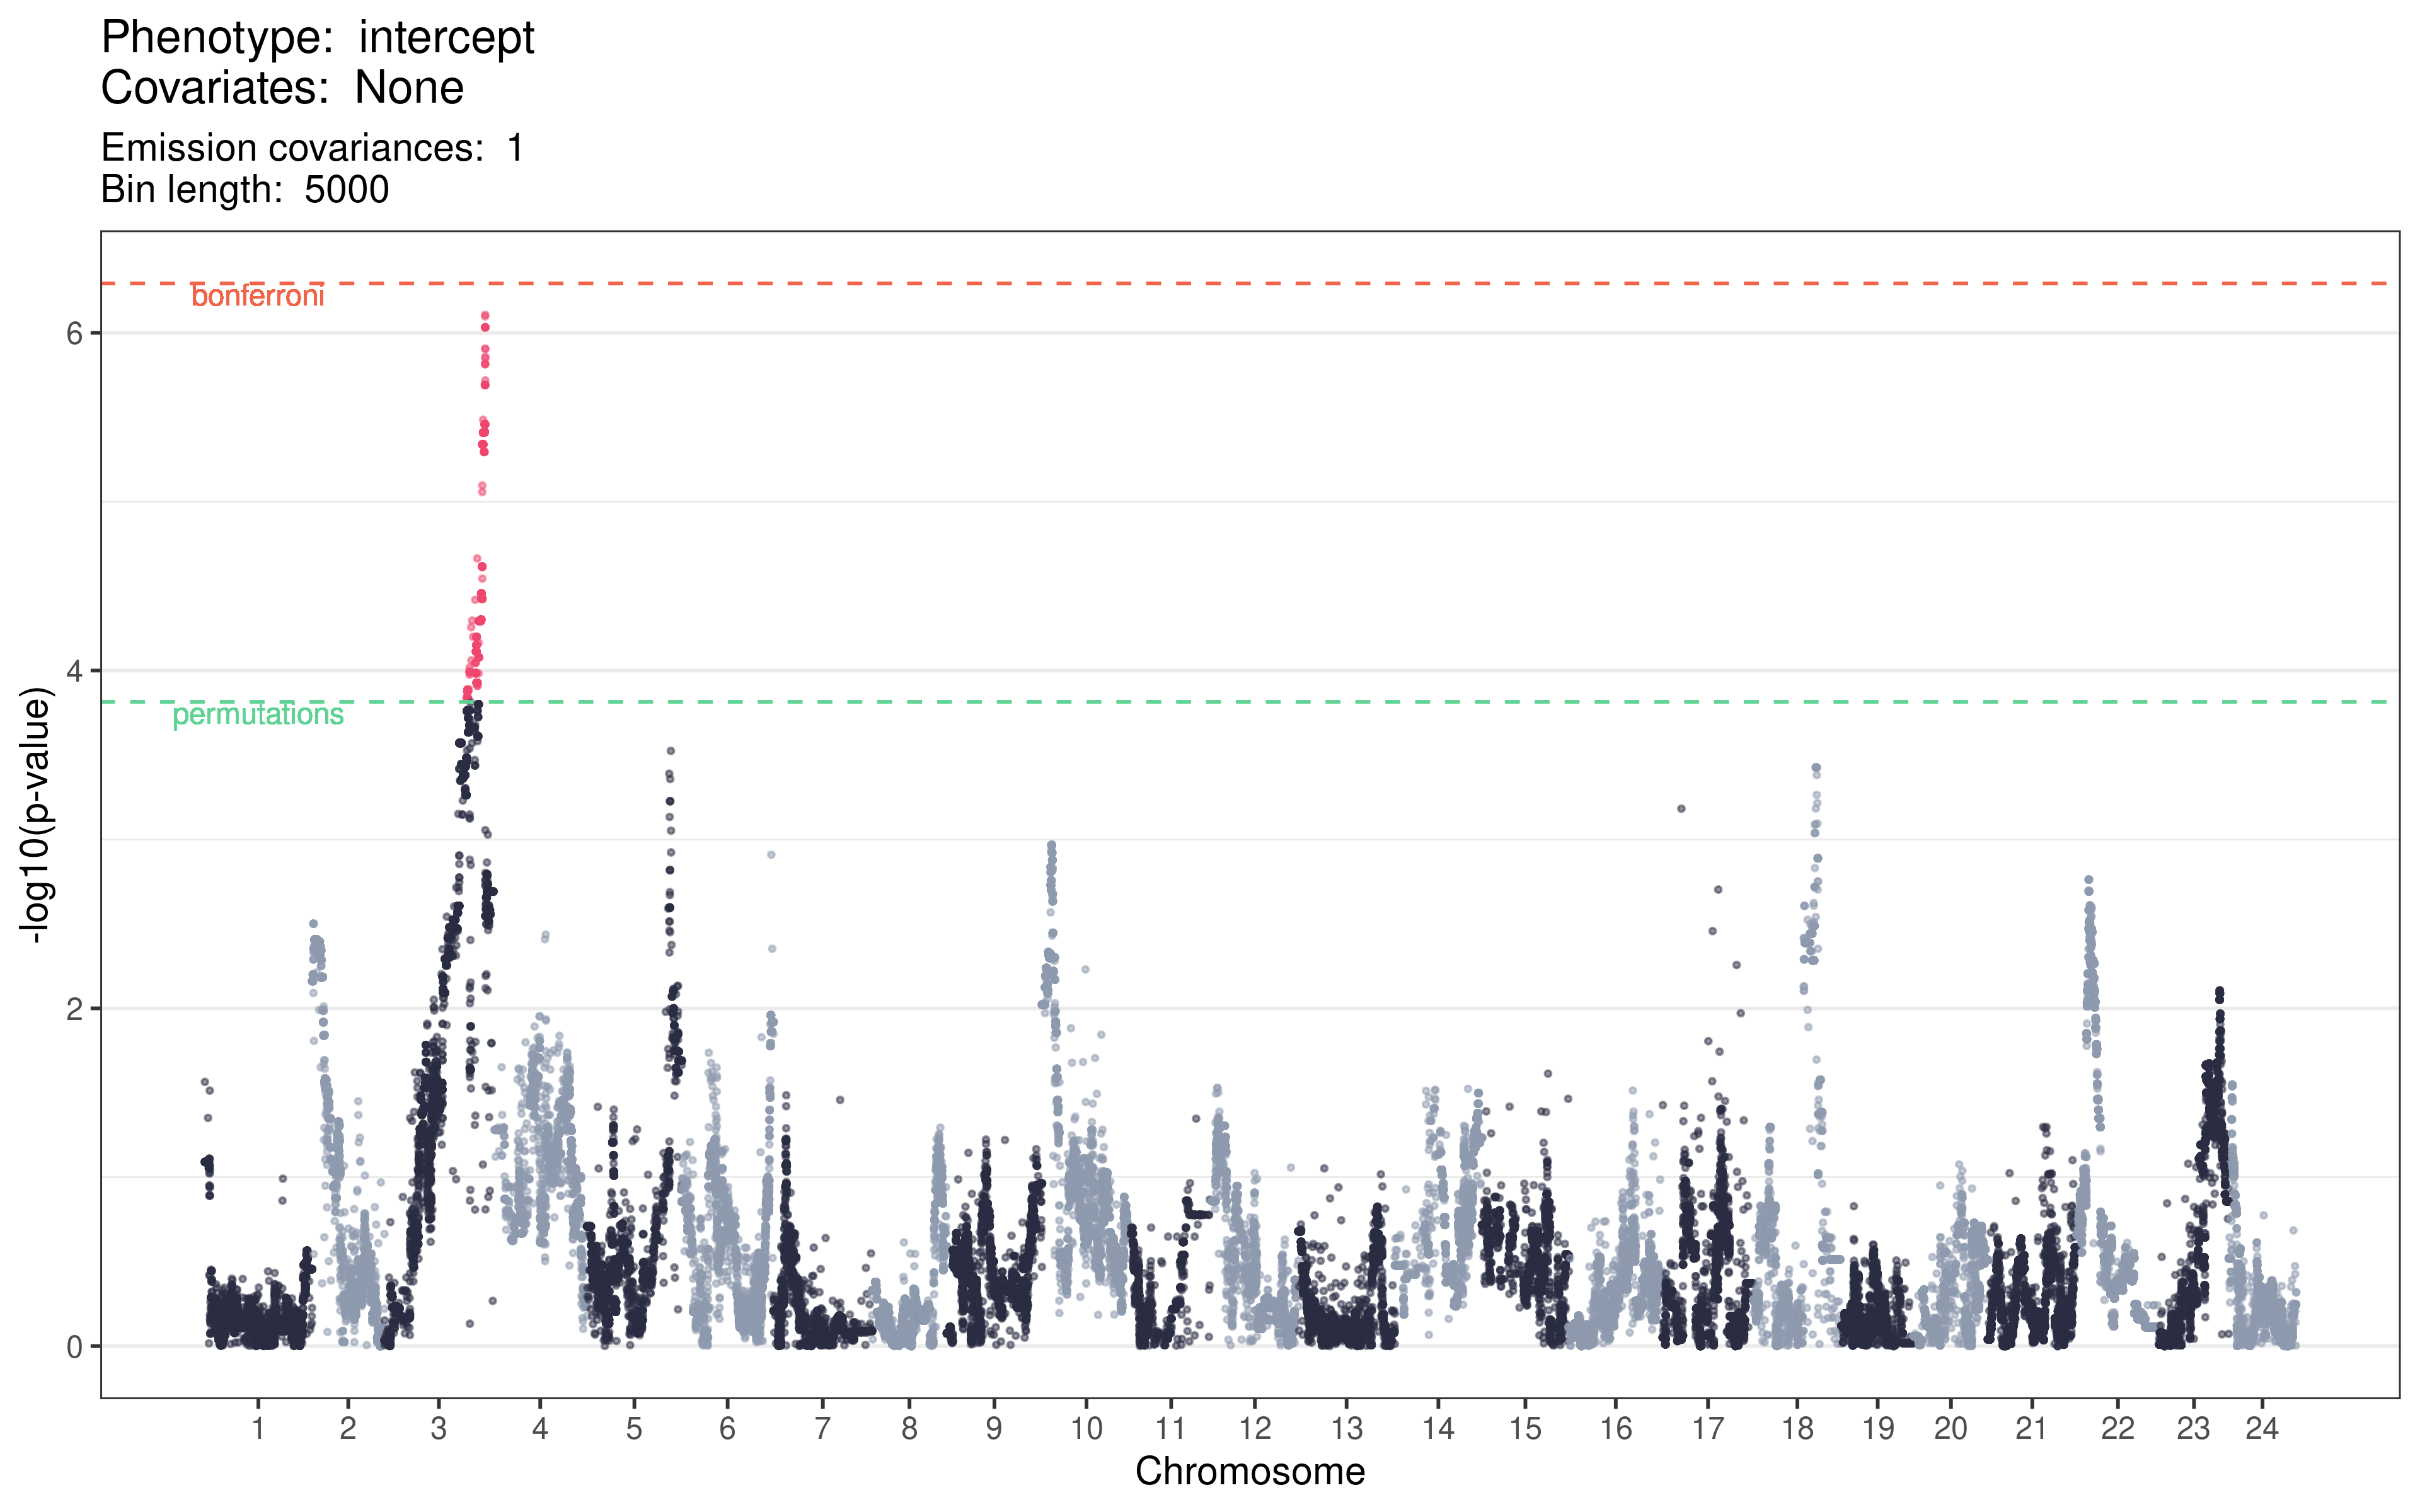 Phenotype: intercept
Covariates: None
Emission covariances: 1
Bin length: 5000
bonferroni
6
4
permutations
-log10(p-value)
2
0
1 2 3 4 5 6 7 8 9 10 11 12 13 14 15 16 17 18 19 20 21 22 23 24
Chromosome